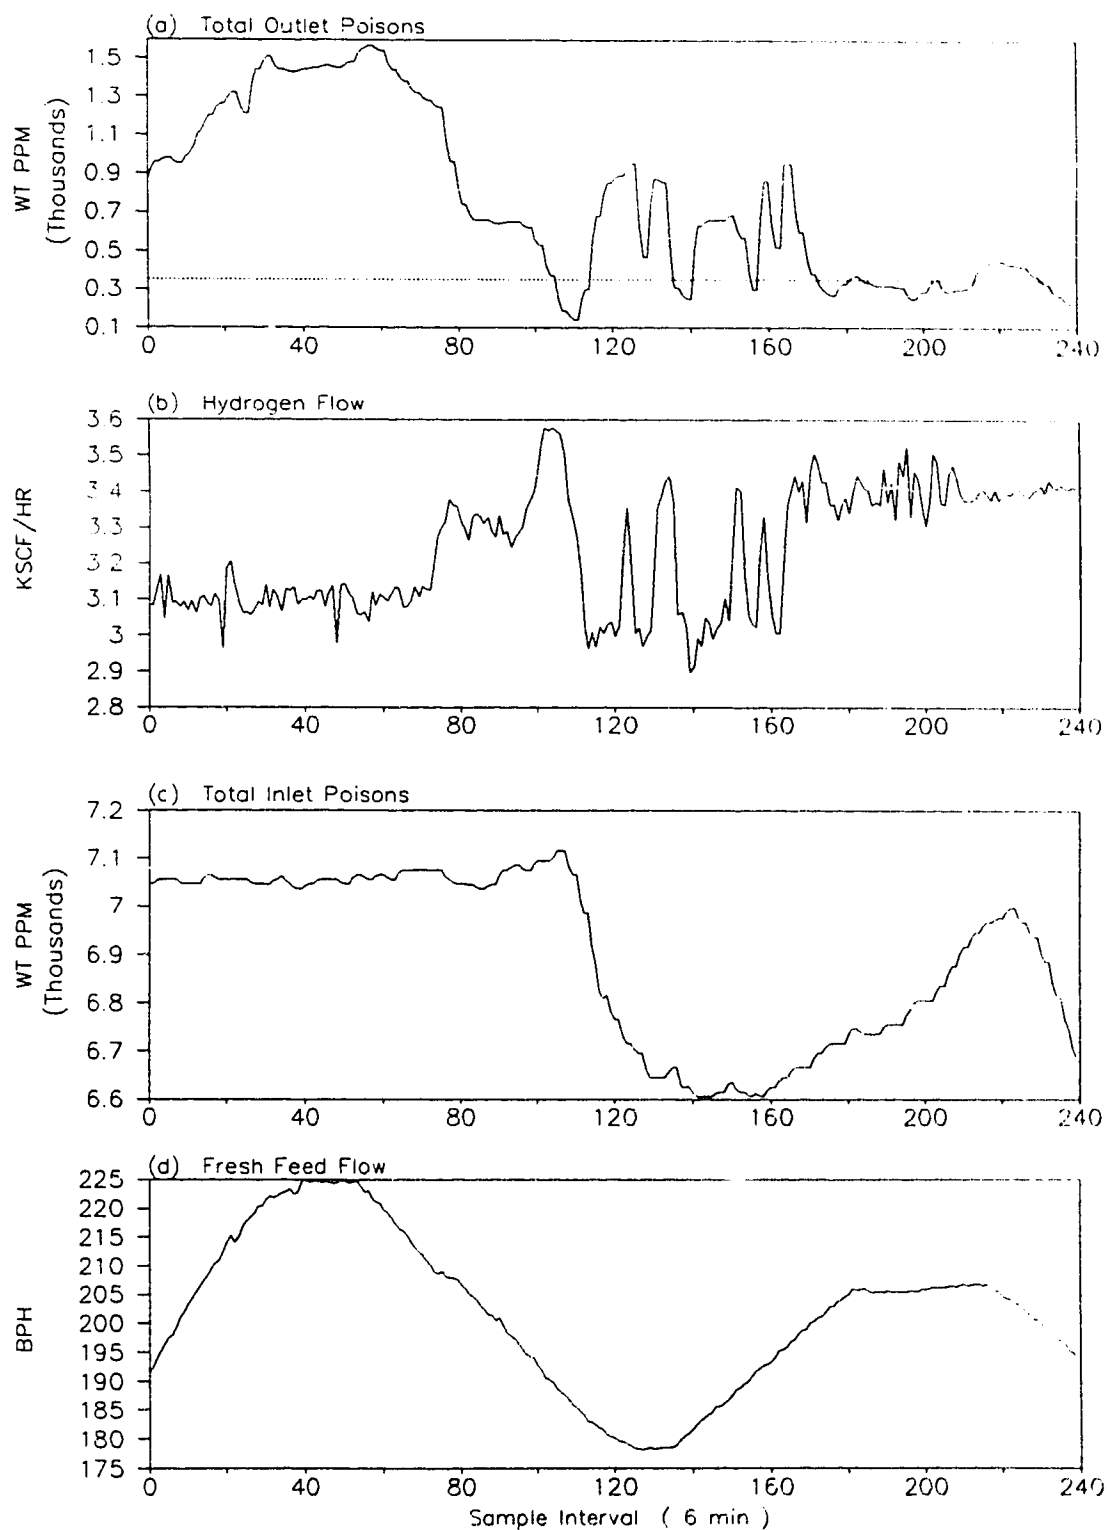 (a) Total Outlet Poisons
WT PPM
(Thousands)
1.5
1.3
1.1
0.9
0.7
0.5
0.3
0.1
0 40 80 120 160 200 240
(b) Hydrogen Flow
KSCF/HR
3.6
3.5
3.4
3.3
3.2
3.1
3
2.9
2.8
0 40 80 120 160 200 240
(c) Total Inlet Poisons
WT PPM
(Thousands)
7.2
7.1
7
6.9
6.8
6.7
6.6
0 40 80 120 160 200 240
(d) Fresh Feed Flow
BPH
225
220
215
210
205
200
195
190
185
180
175
0 40 80 120 160 200 240
Sample Interval ( 6 min )